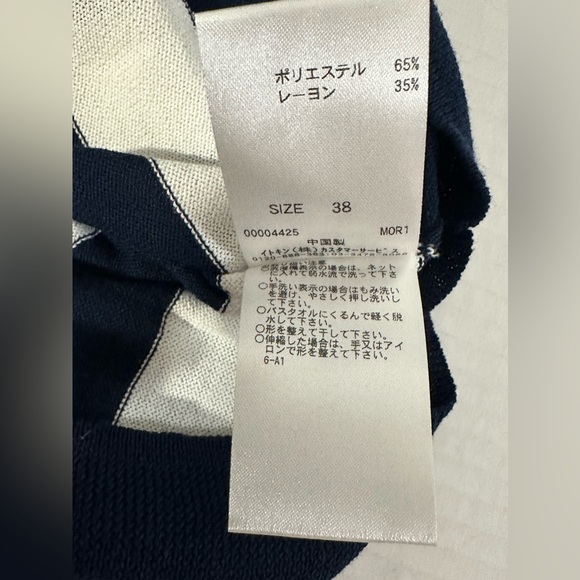 ポリエステル 65%
レーヨン 35%
SIZE 38
00004425 MOR1
中国製
イトキン(株)カスタマーサービス
表示の場合は、ネット
に入れて弱水流で洗って下さ
い。
○手洗い表示の場合はもみ洗い
を避け、やさしく押し洗いし
て下さい。
○バスタオルにくるんで軽く脱
水して下さい。
○形を整えて干して下さい。
○伸縮した場合は、手又はアイ
ロンで形を整えて下さい。
6-A1